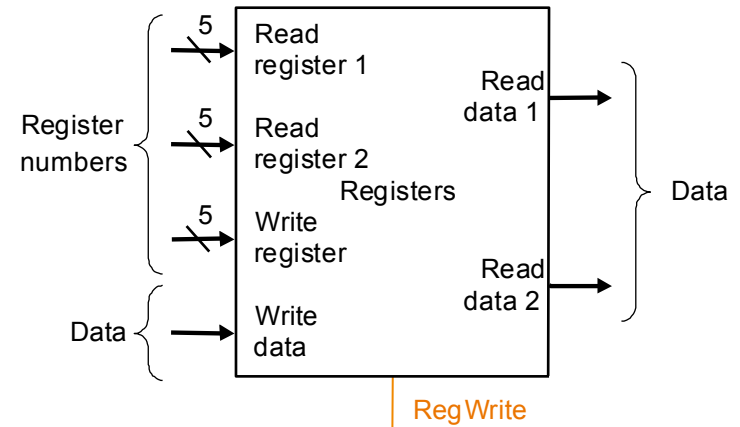 5
Read
register 1
5
Read
register 2
5
Write
register
Write
data
Register
numbers
Data
Registers
Read
data 1
Read
data 2
Data
RegWrite